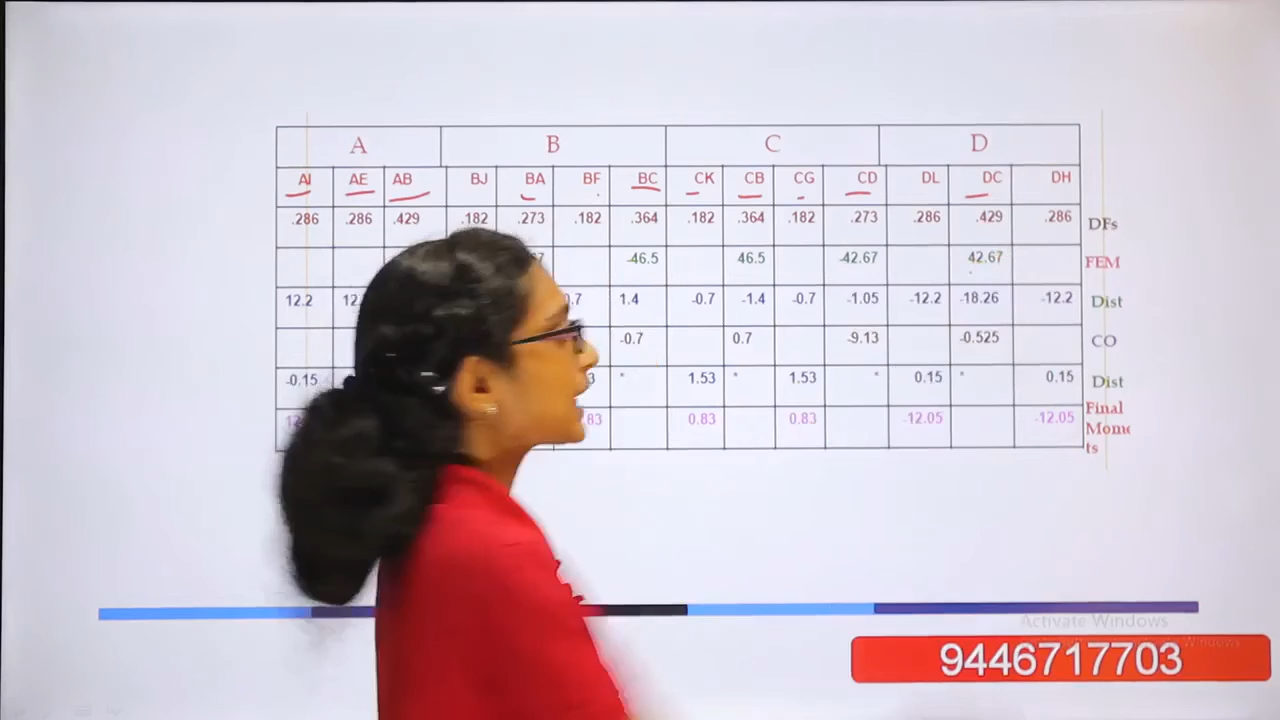 A B C D
AI AE AB BJ BA BF BC CK CB CG CD DL DC DH
.286 .286 .429 .182 .273 .182 .364 .182 .364 .182 .273 .286 .429 .286 DFs
-46.5 46.5 -42.67 42.67 FEM
12.2 1.4 -0.7 -1.4 -0.7 -1.05 -12.2 -18.26 -12.2 Dist
-0.7 0.7 -9.13 -0.525 CO
-0.15 * 1.53 * 1.53 * 0.15 * 0.15 Dist
0.83 0.83 -12.05 -12.05 Final
Mome
ts
Activate Windows
9446717703